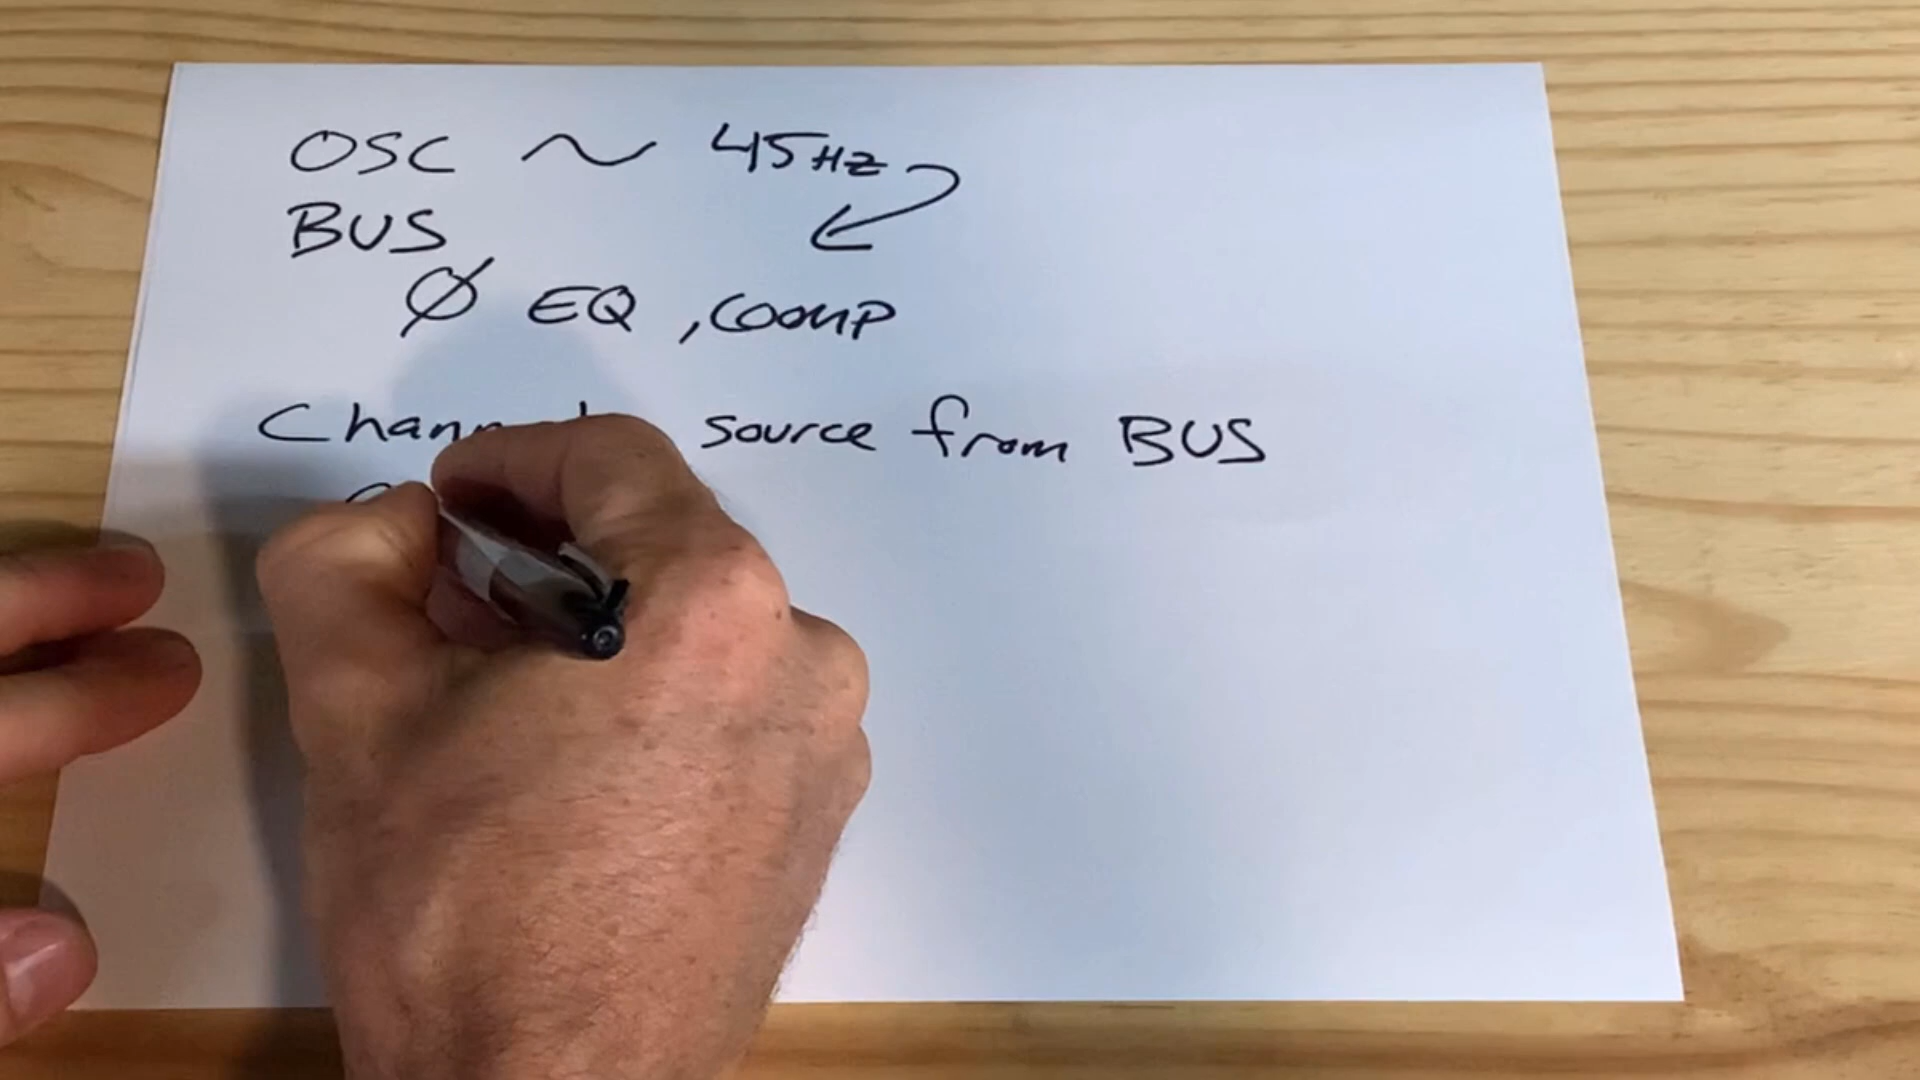 OSC ~ 45Hz
BUS
Ø EQ, COMP
source from BUS